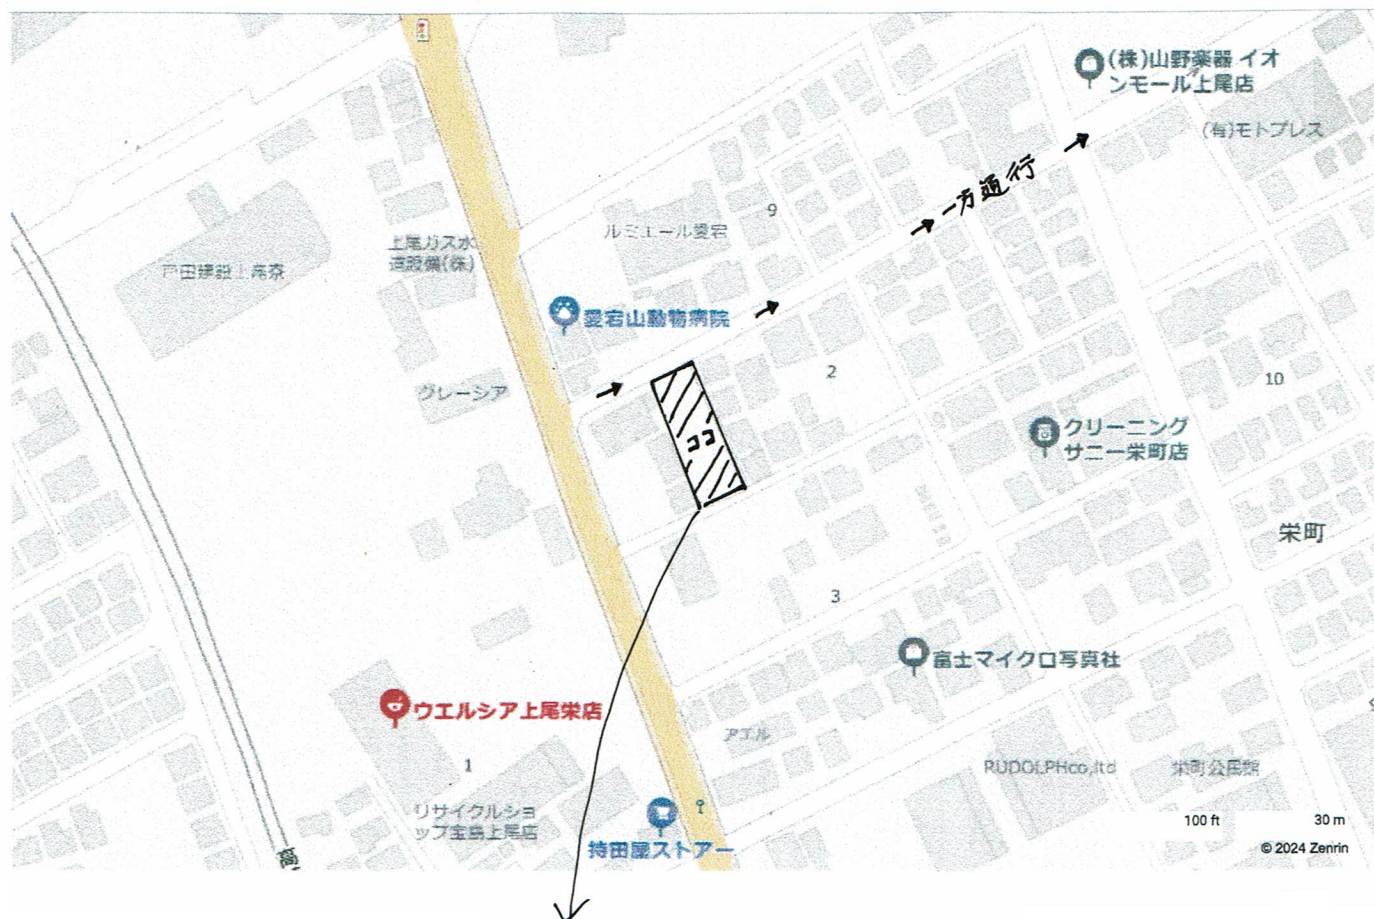 (株)山野楽器 イオ
ンモール上尾店
(有)モトプレス
一方通行
9
ルミエール愛宕
上尾ガス水
道設備(株)
戸田建設上尾寮
愛宕山動物病院
2
グレーシア
10
ココ
クリーニング
サニー栄町店
栄町
3
富士マイクロ写真社
ウエルシア上尾栄店
アエル
1
RUDOLPHco,ltd
栄町公民館
リサイクルショ
ップ宝島上尾店
持田屋ストアー
100 ft
30 m
© 2024 Zenrin